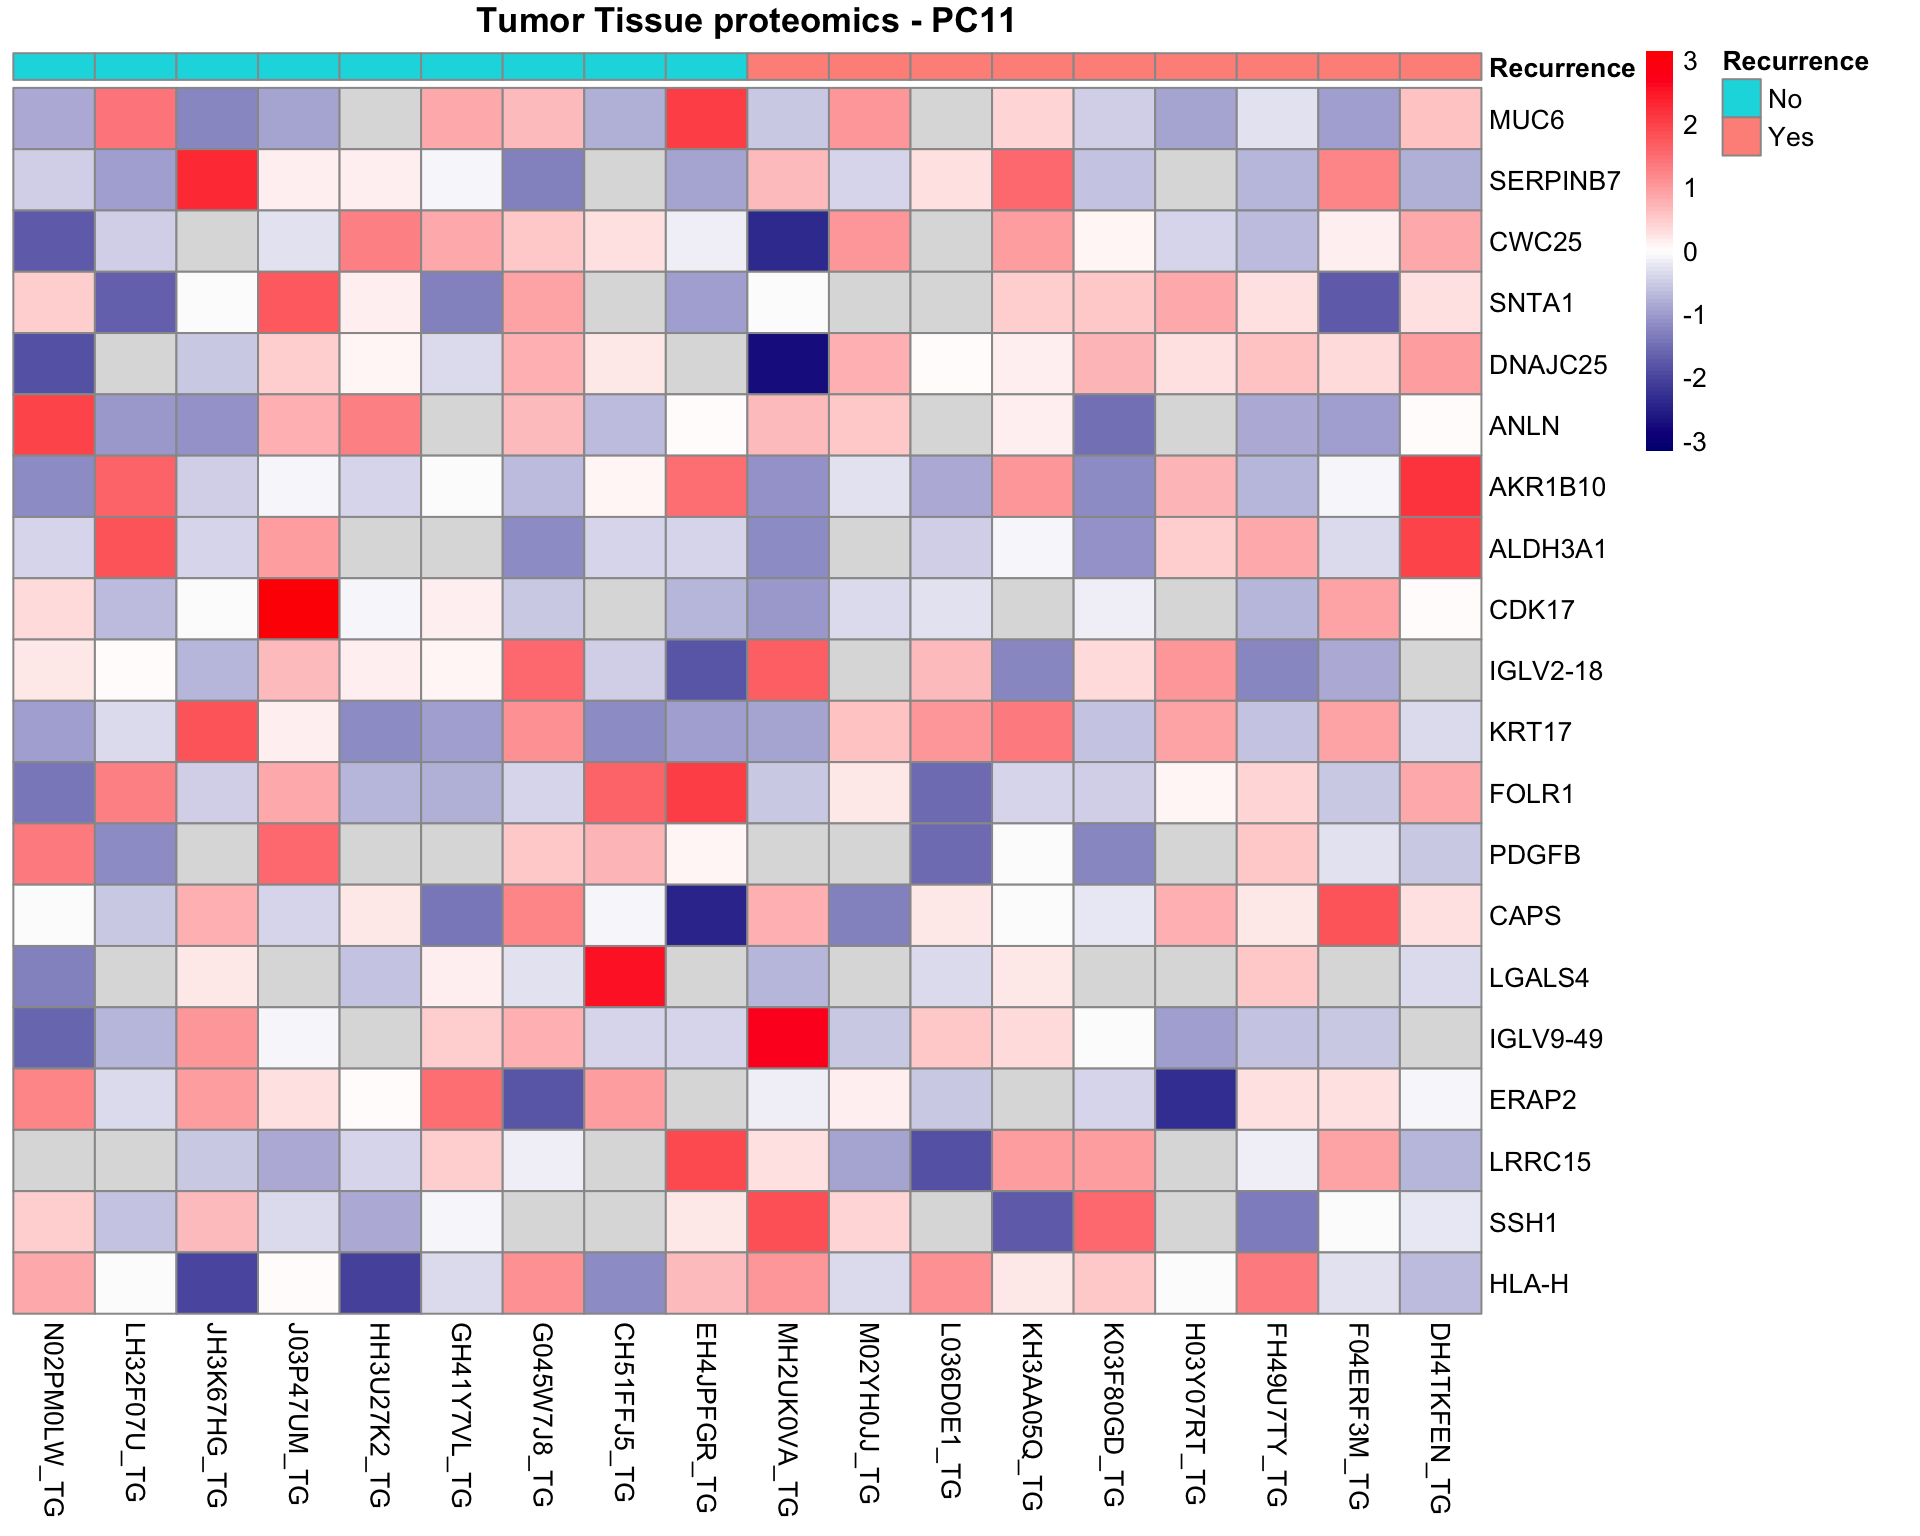 Tumor Tissue proteomics - PC11
Recurrence
3
2
1
0
-1
-2
-3
Recurrence
No
Yes
MUC6
SERPINB7
CWC25
SNTA1
DNAJC25
ANLN
AKR1B10
ALDH3A1
CDK17
IGLV2-18
KRT17
FOLR1
PDGFB
CAPS
LGALS4
IGLV9-49
ERAP2
LRRC15
SSH1
HLA-H
N02PM0LW_TG
LH32F07U_TG
JH3K67HG_TG
J03P47UM_TG
HH3U27K2_TG
GH41Y7VL_TG
G045W7J8_TG
CH51FFJ5_TG
EH4JPFGR_TG
MH2UK0VA_TG
M02YH0JJ_TG
L036D0E1_TG
KH3AA05Q_TG
K03F80GD_TG
H03Y07RT_TG
FH49U7TY_TG
F04ERF3M_TG
DH4TKFEN_TG